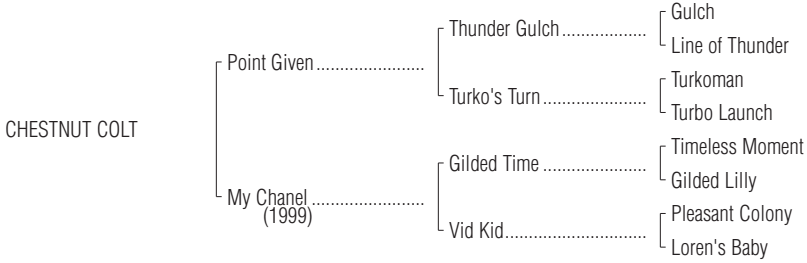 CHESTNUT COLT
Point Given
My Chanel
(1999)
Thunder Gulch
Turko's Turn
Gilded Time
Vid Kid
Gulch
Line of Thunder
Turkoman
Turbo Launch
Timeless Moment
Gilded Lilly
Pleasant Colony
Loren's Baby